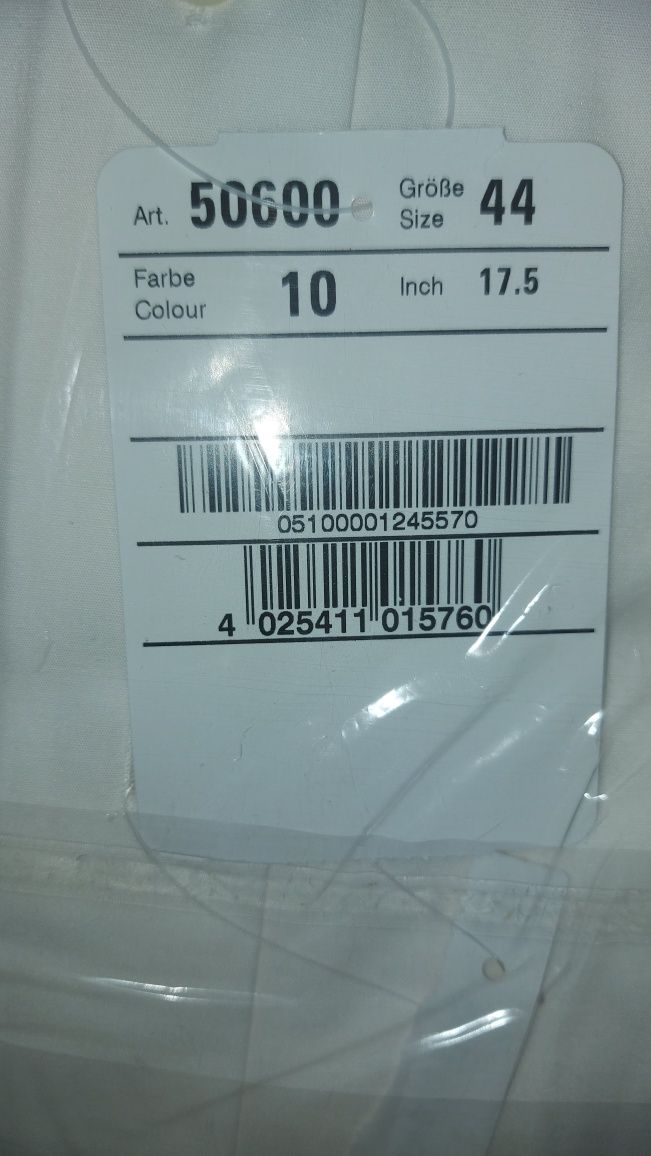 Art. 50600 Größe Size 44
Farbe Colour 10 Inch 17.5
05100001245570
4 025411 015760